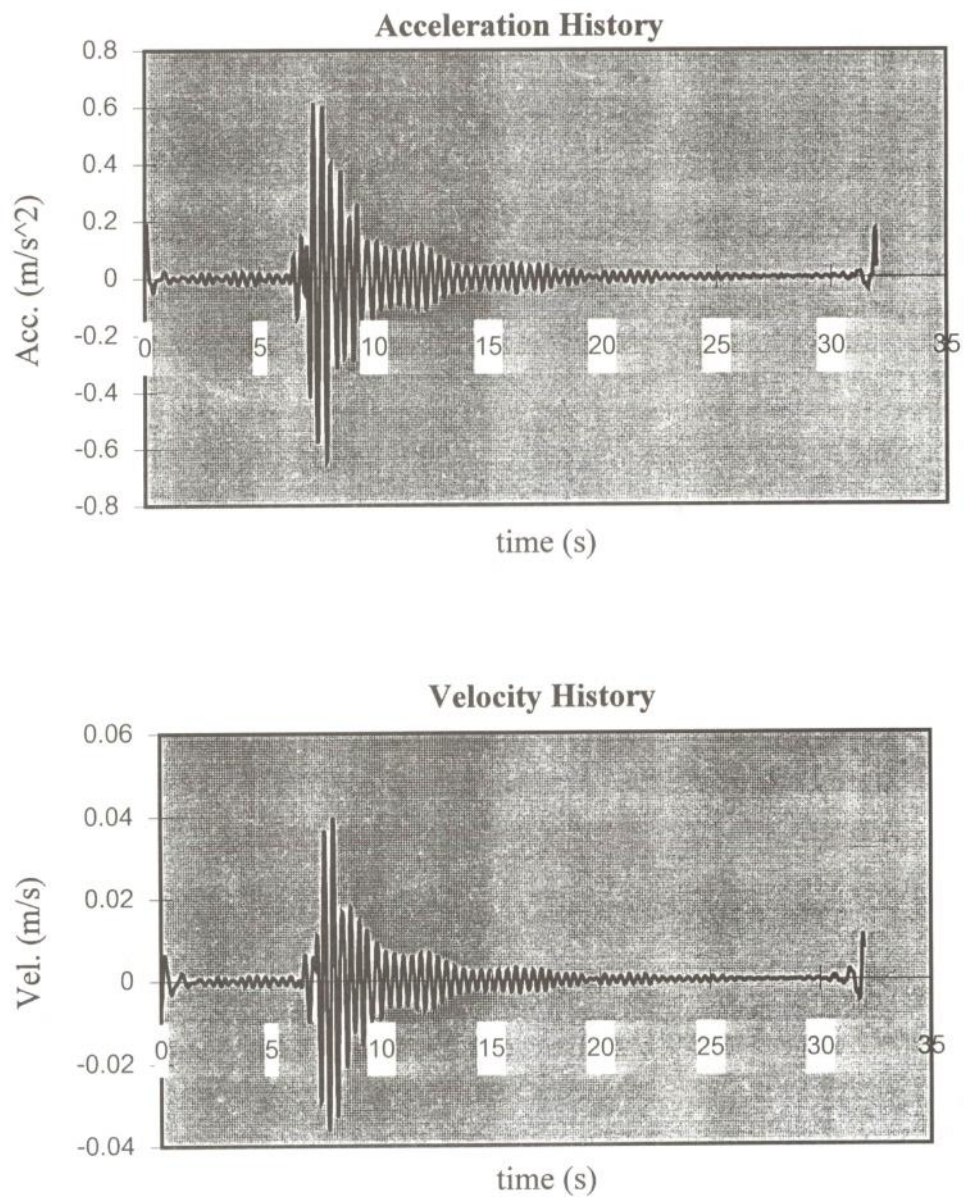 Acceleration History
0.8
0.6
0.4
0.2
0
-0.2
-0.4
-0.6
-0.8
Acc. (m/s^2)
0 5 10 15 20 25 30 35
time (s)
Velocity History
0.06
0.04
0.02
0
-0.02
-0.04
Vel. (m/s)
0 5 10 15 20 25 30 35
time (s)